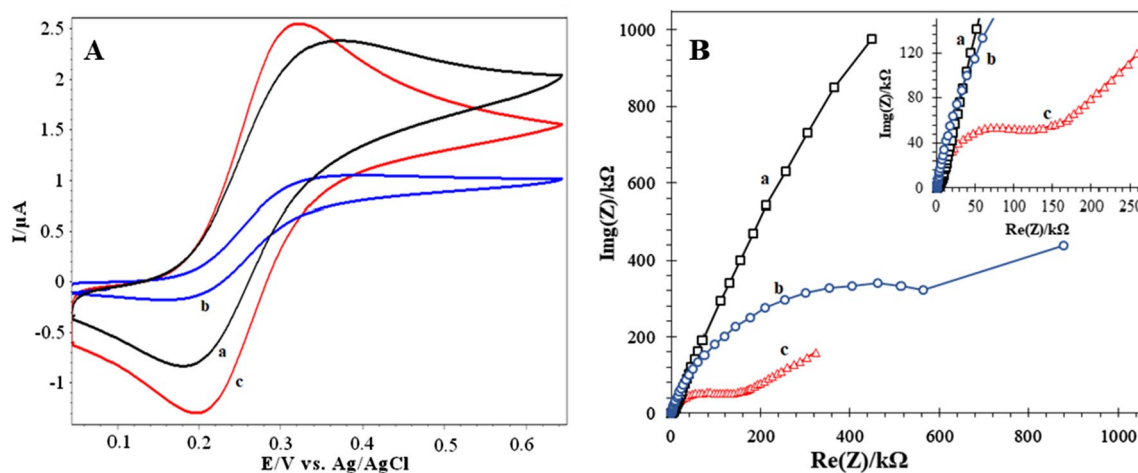 A
I/µA
2.5
2
1.5
1
0.5
0
-0.5
-1
b
a
c
0.1 0.2 0.3 0.4 0.5 0.6
E/V vs. Ag/AgCl
B
Img(Z)/kΩ
1000
800
600
400
200
0
a
b
c
0 200 400 600 800 1000
Re(Z)/kΩ
Img(Z)/kΩ
120
80
40
0
a
b
c
0 50 100 150 200 250
Re(Z)/kΩ